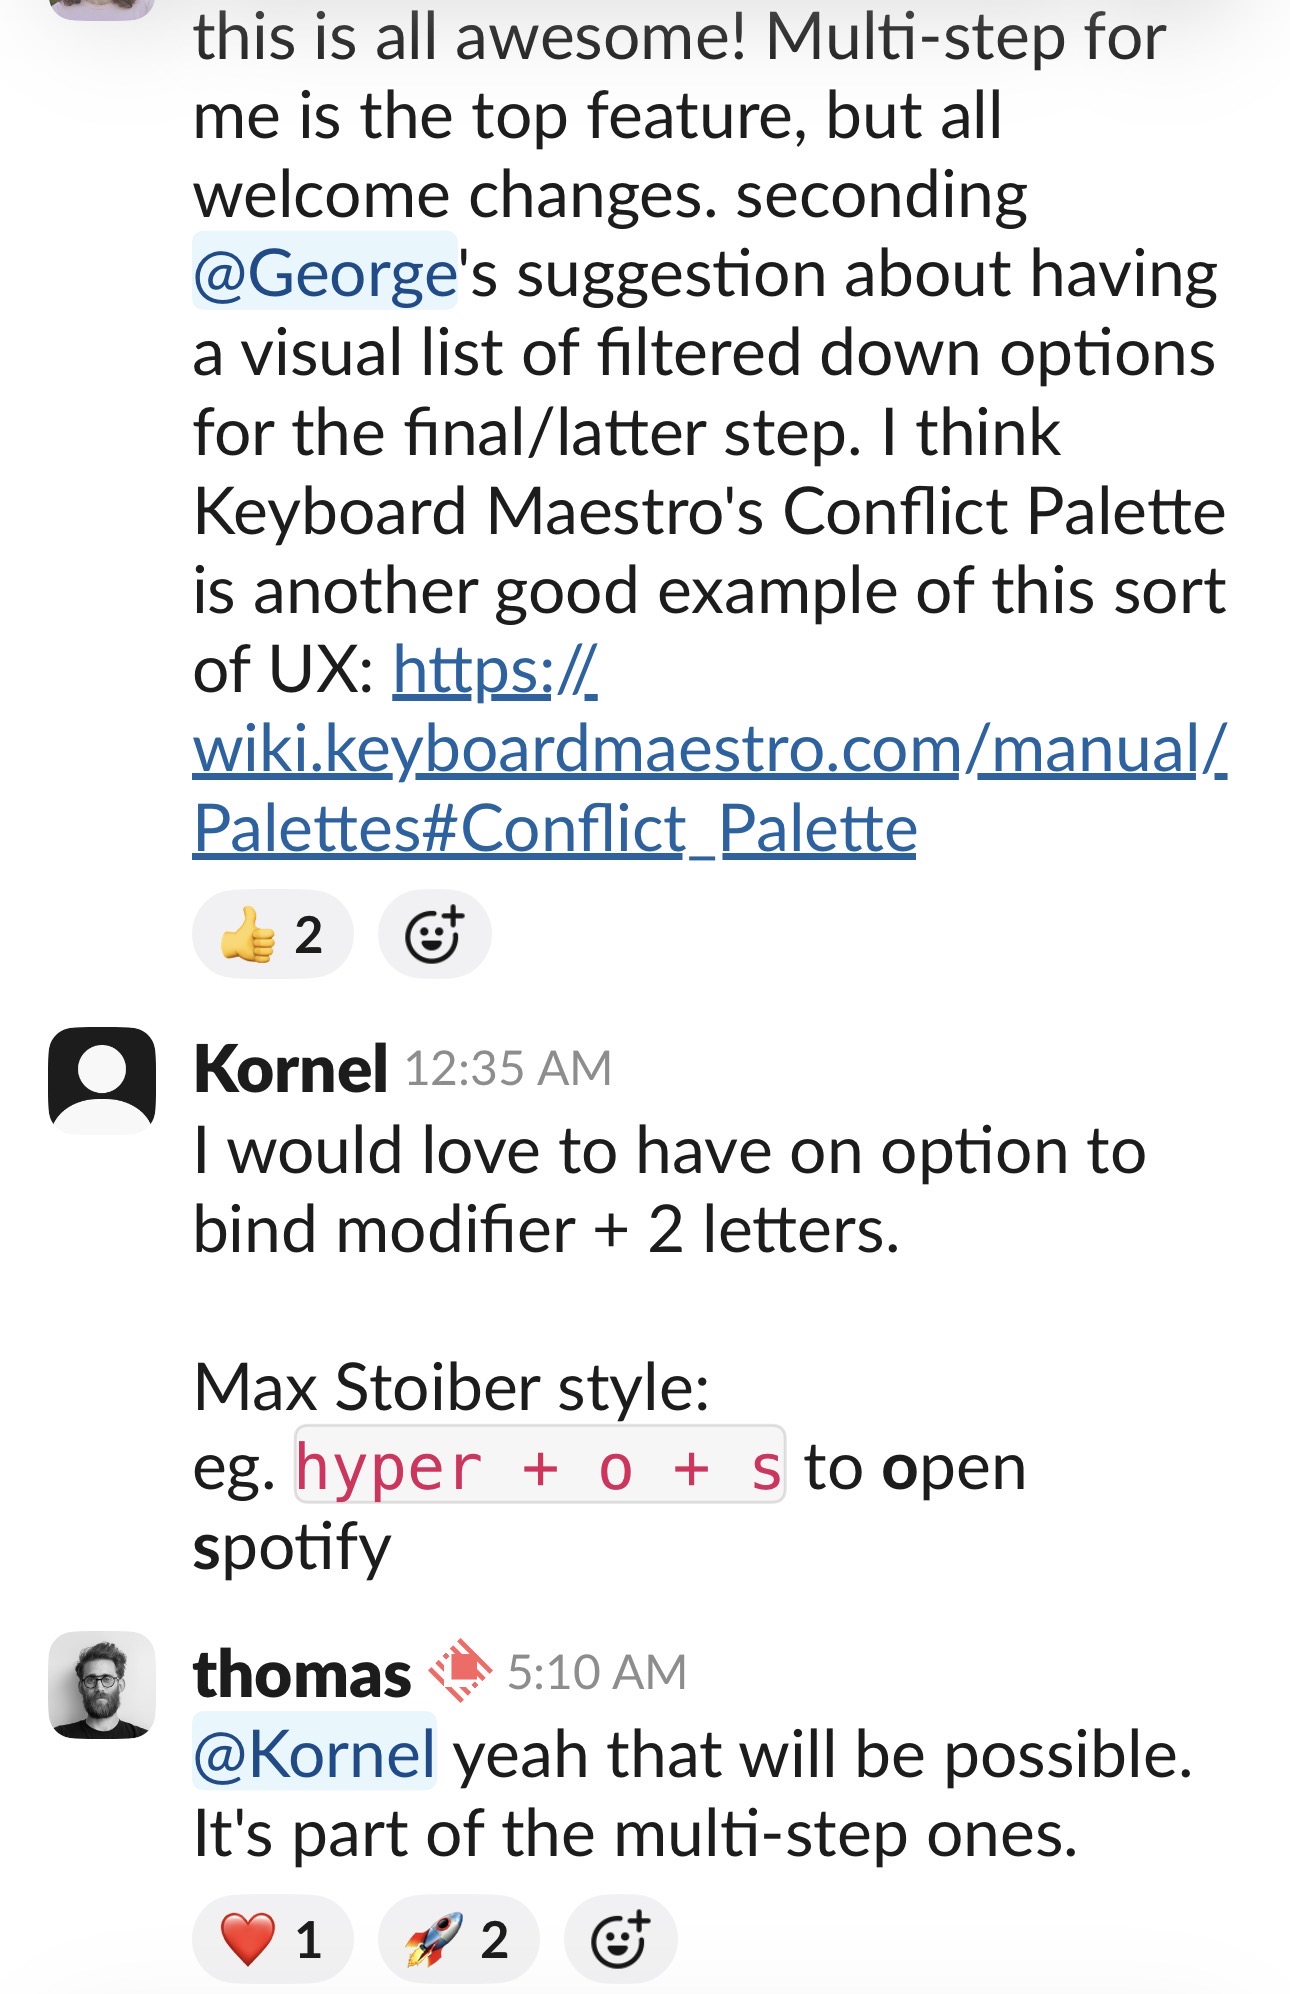 this is all awesome! Multi-step for
me is the top feature, but all
welcome changes. seconding
@George's suggestion about having
a visual list of filtered down options
for the final/latter step. I think
Keyboard Maestro's Conflict Palette
is another good example of this sort
of UX: https://
wiki.keyboardmaestro.com/manual/
Palettes#Conflict_Palette
👍 2
Kornel 12:35 AM
I would love to have on option to
bind modifier + 2 letters.
Max Stoiber style:
eg. hyper + o + s to open
spotify
thomas 5:10 AM
@Kornel yeah that will be possible.
It's part of the multi-step ones.
❤️ 1 🚀 2